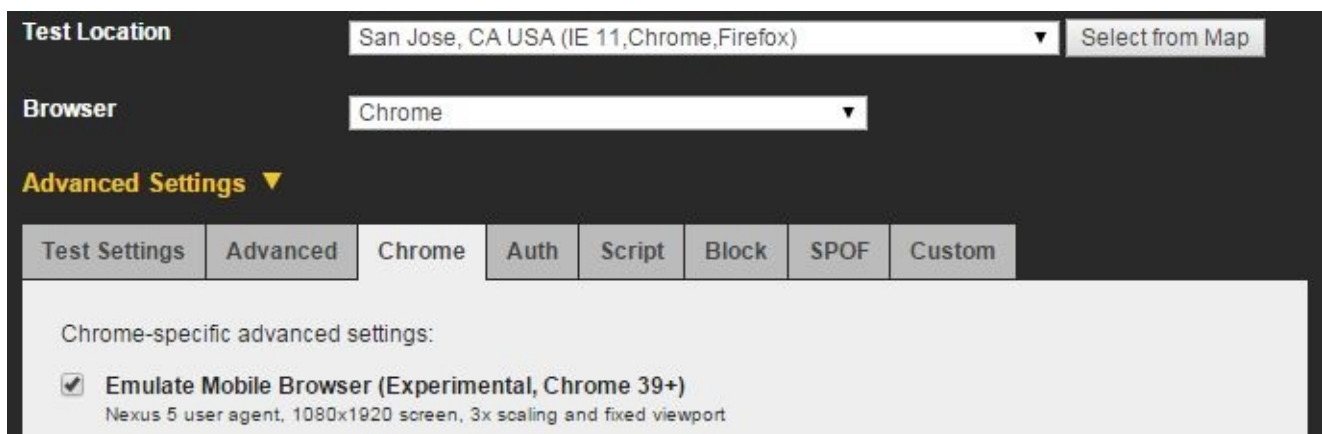 Test Location San Jose, CA USA (IE 11,Chrome,Firefox) Select from Map
Browser Chrome
Advanced Settings
Test Settings Advanced Chrome Auth Script Block SPOF Custom
Chrome-specific advanced settings:
Emulate Mobile Browser (Experimental, Chrome 39+)
Nexus 5 user agent, 1080x1920 screen, 3x scaling and fixed viewport